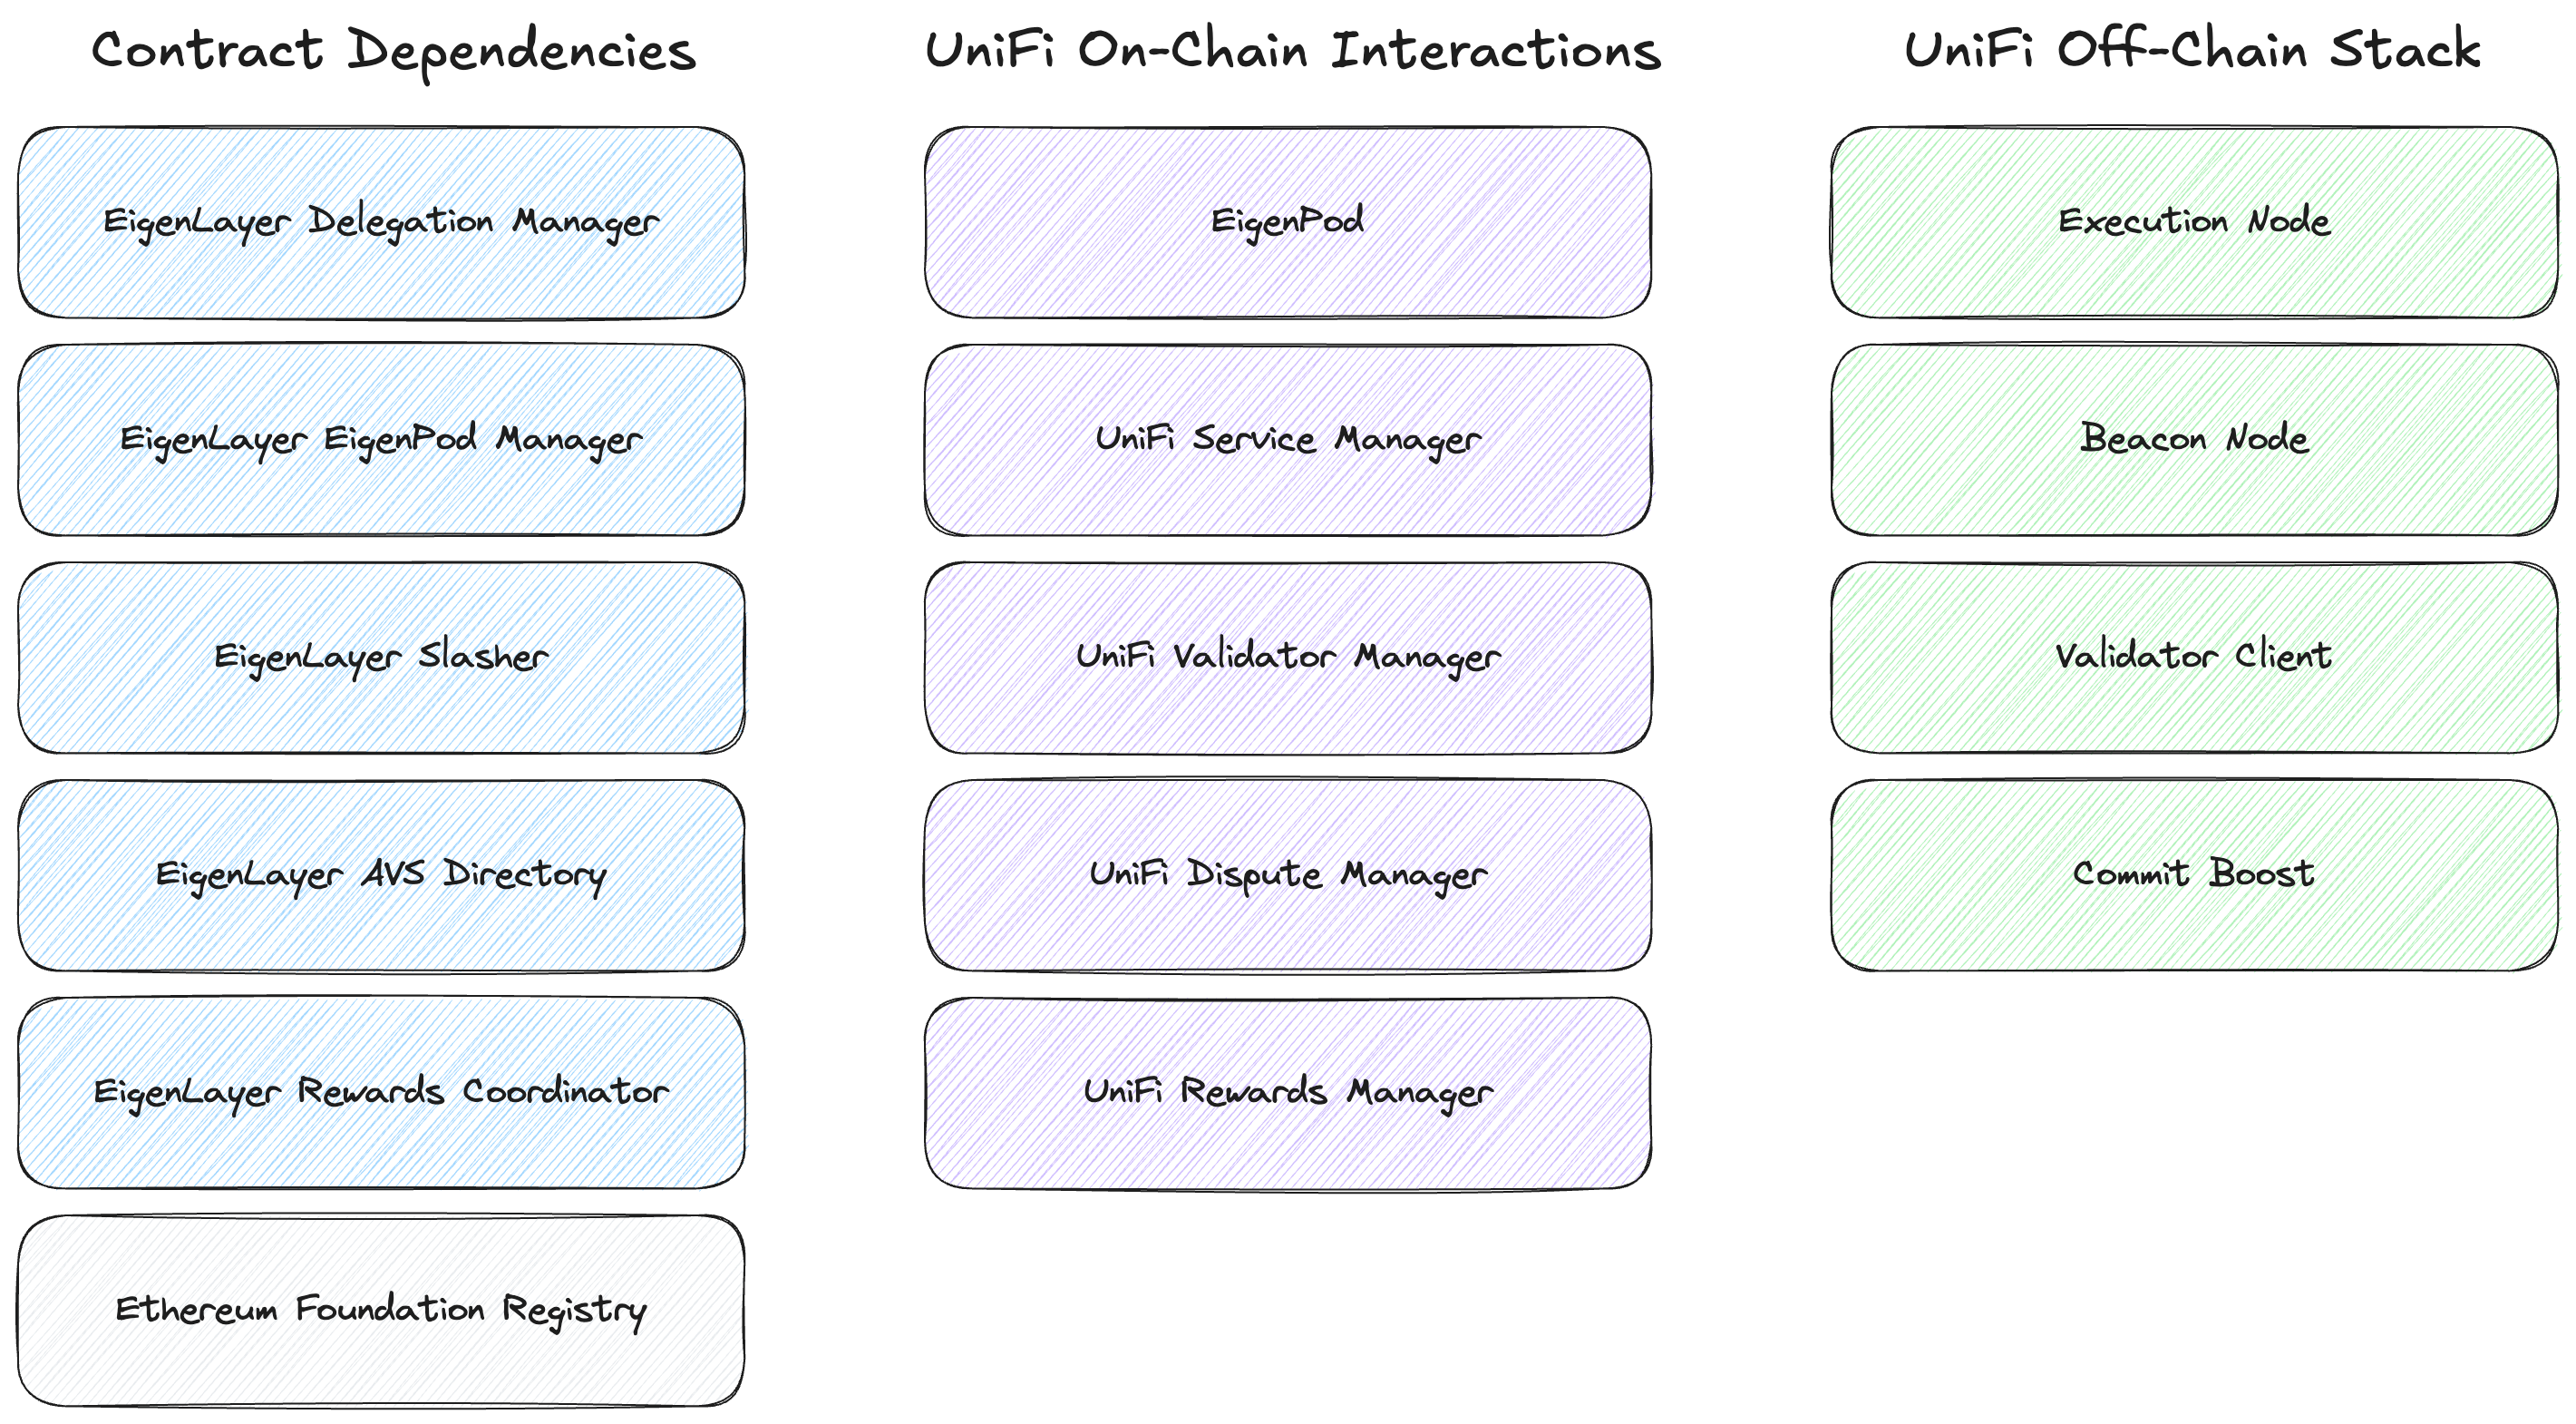 Contract Dependencies
EigenLayer Delegation Manager
EigenLayer EigenPod Manager
EigenLayer Slasher
EigenLayer AVS Directory
EigenLayer Rewards Coordinator
Ethereum Foundation Registry
UniFi On-Chain Interactions
EigenPod
UniFi Service Manager
UniFi Validator Manager
UniFi Dispute Manager
UniFi Rewards Manager
UniFi Off-Chain Stack
Execution Node
Beacon Node
Validator Client
Commit Boost